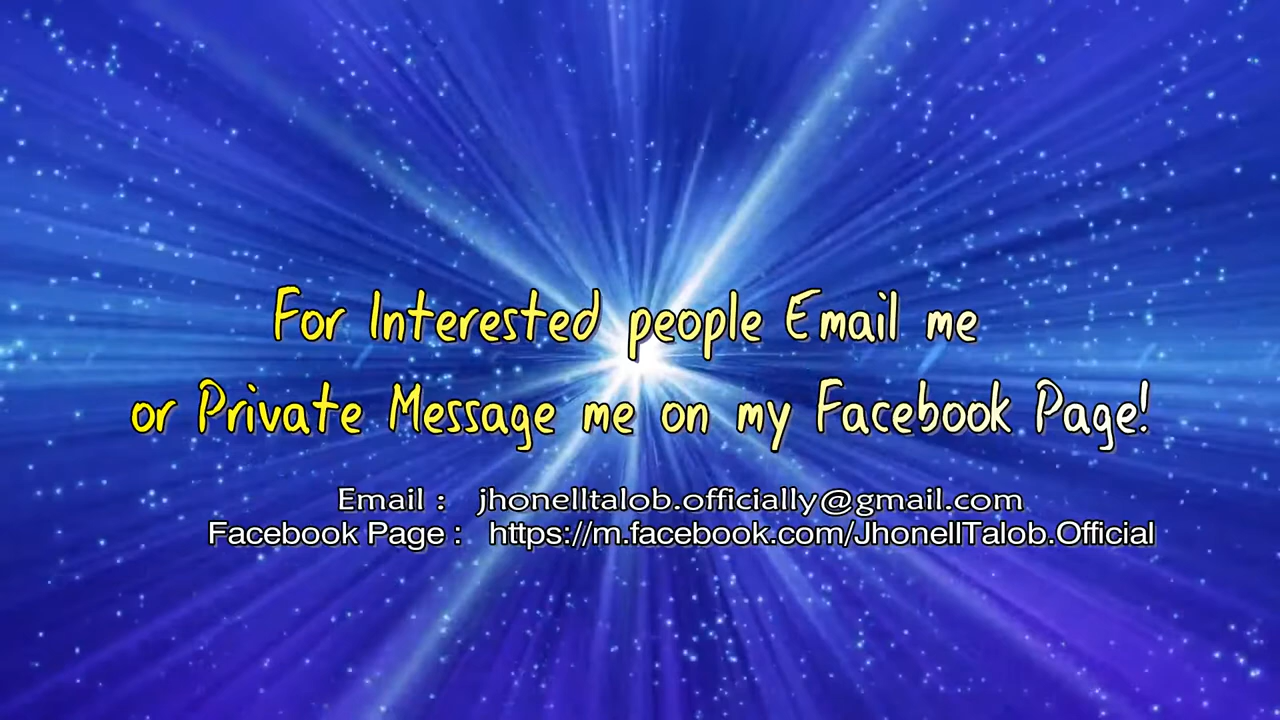 For Interested people Email me
or Private Message me on my Facebook Page!
Email : jhonelltalob.officially@gmail.com
Facebook Page : https://m.facebook.com/JhonellTalob.Official